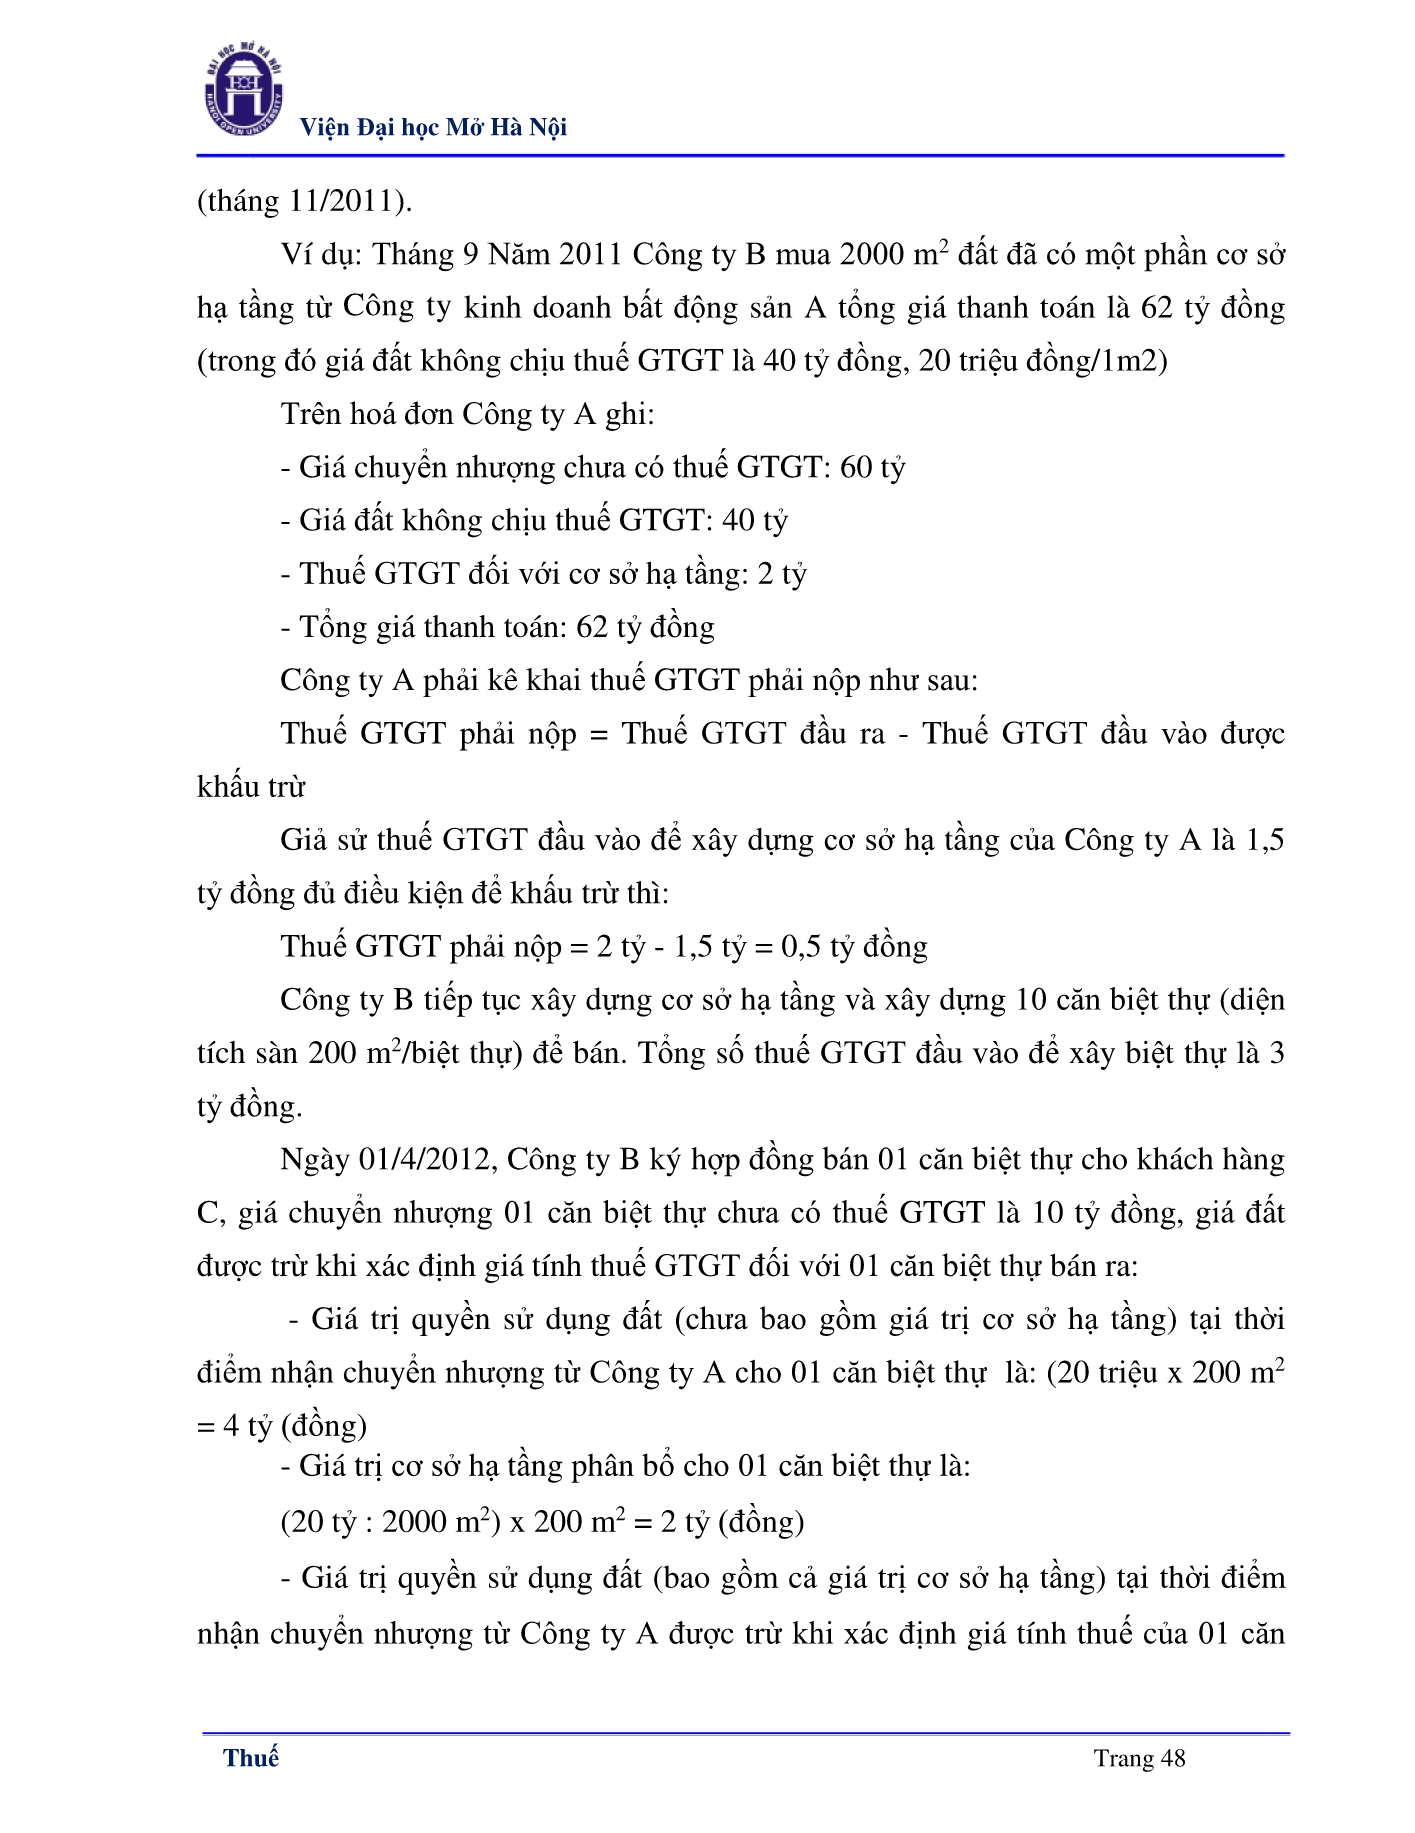 ĐẠI HỌC MỞ HÀ NỘI
HANOI OPEN UNIVERSITY
Viện Đại học Mở Hà Nội
(tháng 11/2011).
Ví dụ: Tháng 9 Năm 2011 Công ty B mua 2000 m² đất đã có một phần cơ sở
hạ tầng từ Công ty kinh doanh bất động sản A tổng giá thanh toán là 62 tỷ đồng
(trong đó giá đất không chịu thuế GTGT là 40 tỷ đồng, 20 triệu đồng/1m2)
Trên hoá đơn Công ty A ghi:
- Giá chuyển nhượng chưa có thuế GTGT: 60 tỷ
- Giá đất không chịu thuế GTGT: 40 tỷ
- Thuế GTGT đối với cơ sở hạ tầng: 2 tỷ
- Tổng giá thanh toán: 62 tỷ đồng
Công ty A phải kê khai thuế GTGT phải nộp như sau:
Thuế GTGT phải nộp = Thuế GTGT đầu ra - Thuế GTGT đầu vào được
khấu trừ
Giả sử thuế GTGT đầu vào để xây dựng cơ sở hạ tầng của Công ty A là 1,5
tỷ đồng đủ điều kiện để khấu trừ thì:
Thuế GTGT phải nộp = 2 tỷ - 1,5 tỷ = 0,5 tỷ đồng
Công ty B tiếp tục xây dựng cơ sở hạ tầng và xây dựng 10 căn biệt thự (diện
tích sàn 200 m²/biệt thự) để bán. Tổng số thuế GTGT đầu vào để xây biệt thự là 3
tỷ đồng.
Ngày 01/4/2012, Công ty B ký hợp đồng bán 01 căn biệt thự cho khách hàng
C, giá chuyển nhượng 01 căn biệt thự chưa có thuế GTGT là 10 tỷ đồng, giá đất
được trừ khi xác định giá tính thuế GTGT đối với 01 căn biệt thự bán ra:
- Giá trị quyền sử dụng đất (chưa bao gồm giá trị cơ sở hạ tầng) tại thời
điểm nhận chuyển nhượng từ Công ty A cho 01 căn biệt thự là: (20 triệu x 200 m²
= 4 tỷ (đồng)
- Giá trị cơ sở hạ tầng phân bổ cho 01 căn biệt thự là:
(20 tỷ : 2000 m²) x 200 m² = 2 tỷ (đồng)
- Giá trị quyền sử dụng đất (bao gồm cả giá trị cơ sở hạ tầng) tại thời điểm
nhận chuyển nhượng từ Công ty A được trừ khi xác định giá tính thuế của 01 căn
Thuế
Trang 48